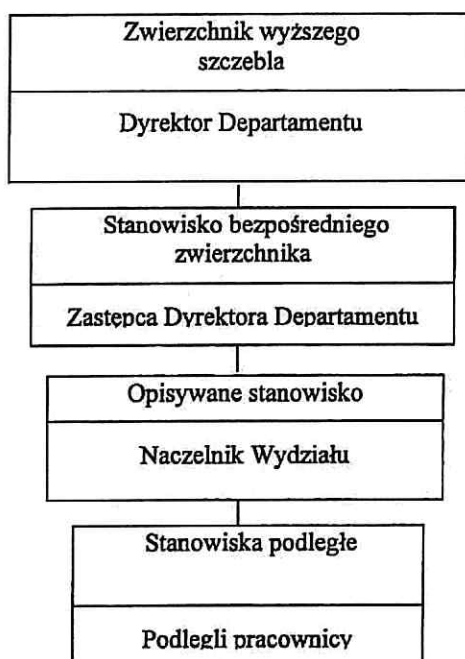 Zwierzchnik wyższego
szczebla
Dyrektor Departamentu
Stanowisko bezpośredniego
zwierzchnika
Zastępca Dyrektora Departamentu
Opisywane stanowisko
Naczelnik Wydziału
Stanowiska podległe
Podlegli pracownicy